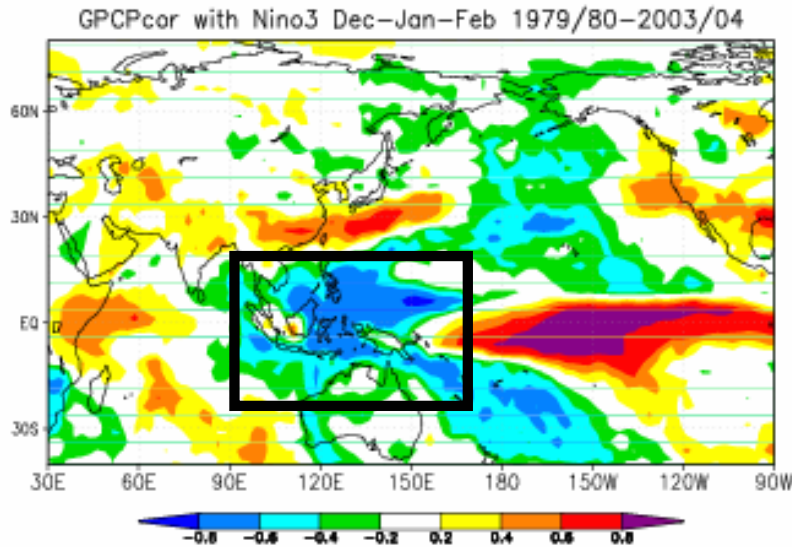 GPCPcor with Nino3 Dec-Jan-Feb 1979/80-2003/04
60N
30N
EQ
30S
30E 60E 90E 120E 150E 180 150W 120W 90W
-0.8 -0.6 -0.4 -0.2 0.2 0.4 0.6 0.8